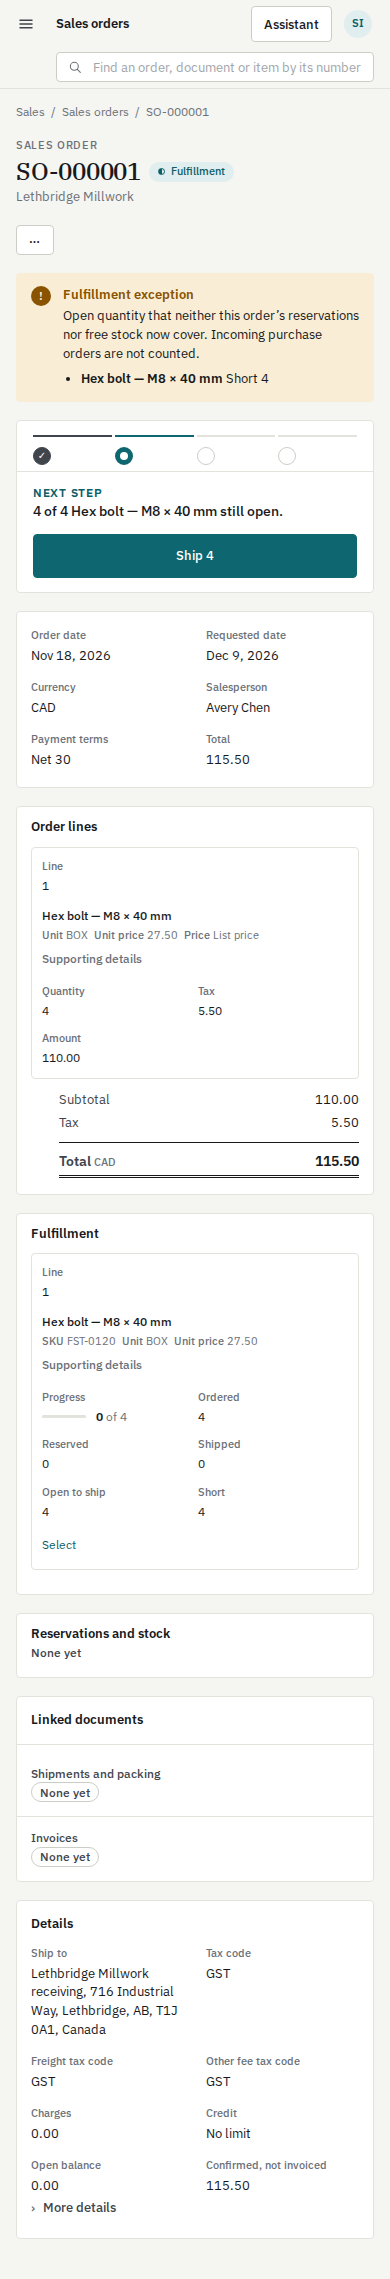 Sales orders
Assistant
SI
Find an order, document or item by its number
Sales / Sales orders / SO-000001
SALES ORDER
SO-000001
Fulfillment
Lethbridge Millwork
...
Fulfillment exception
Open quantity that neither this order’s reservations
nor free stock now cover. Incoming purchase
orders are not counted.
• Hex bolt — M8 × 40 mm Short 4
NEXT STEP
4 of 4 Hex bolt — M8 × 40 mm still open.
Ship 4
Order date
Nov 18, 2026
Requested date
Dec 9, 2026
Currency
CAD
Salesperson
Avery Chen
Payment terms
Net 30
Total
115.50
Order lines
Line
1
Hex bolt — M8 × 40 mm
Unit BOX Unit price 27.50 Price List price
Supporting details
Quantity
4
Tax
5.50
Amount
110.00
Subtotal 110.00
Tax 5.50
Total CAD 115.50
Fulfillment
Line
1
Hex bolt — M8 × 40 mm
SKU FST-0120 Unit BOX Unit price 27.50
Supporting details
Progress
0 of 4
Ordered
4
Reserved
0
Shipped
0
Open to ship
4
Short
4
Select
Reservations and stock
None yet
Linked documents
Shipments and packing
None yet
Invoices
None yet
Details
Ship to
Lethbridge Millwork
receiving, 716 Industrial
Way, Lethbridge, AB, T1J
0A1, Canada
Tax code
GST
Freight tax code
GST
Other fee tax code
GST
Charges
0.00
Credit
No limit
Open balance
0.00
Confirmed, not invoiced
115.50
› More details